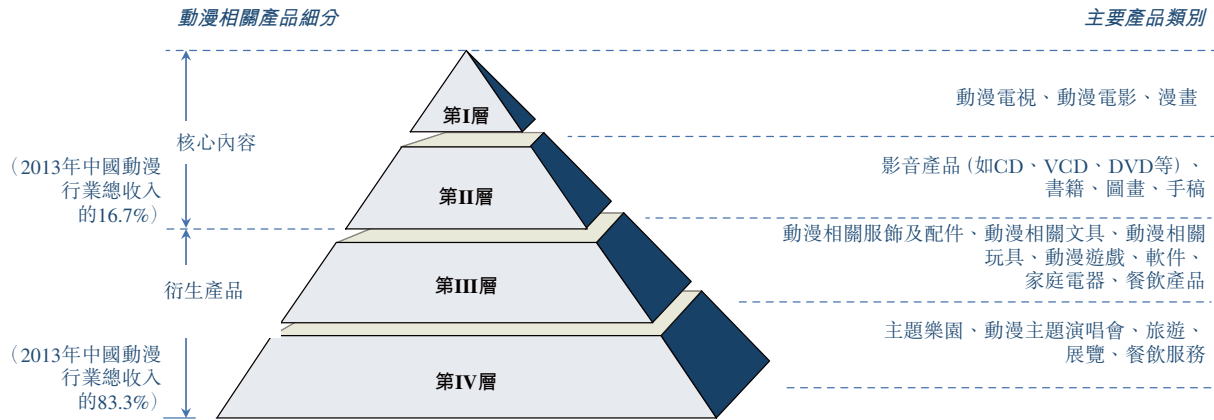 動漫相關產品細分
主要產品類別
核心內容
（2013年中國動漫
行業總收入
的16.7%）
第I層
動漫電視、動漫電影、漫畫
第II層
影音產品（如CD、VCD、DVD等）、
書籍、圖畫、手稿
衍生產品
（2013年中國動漫
行業總收入
的83.3%）
第III層
動漫相關服飾及配件、動漫相關文具、動漫相關
玩具、動漫遊戲、軟件、
家庭電器、餐飲產品
第IV層
主題樂園、動漫主題演唱會、旅遊、
展覽、餐飲服務